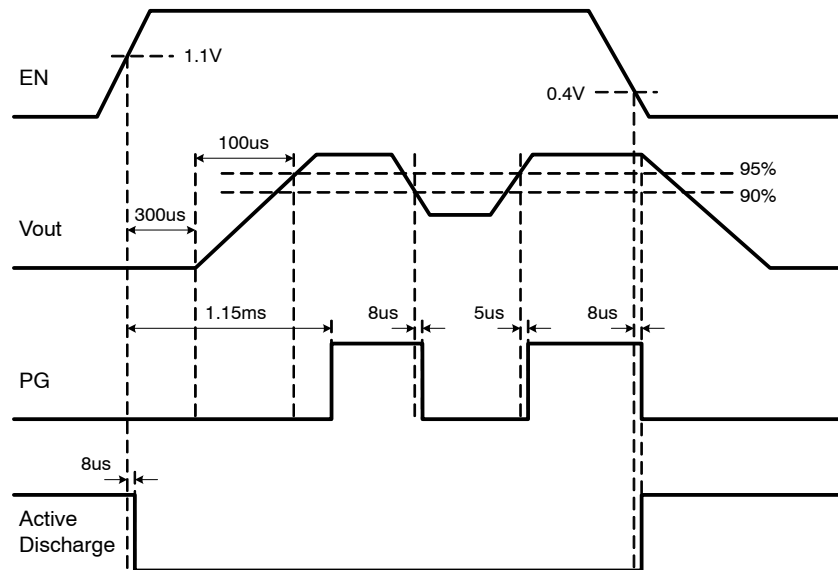 1.1V
EN
0.4V
100us
95%
90%
300us
Vout
1.15ms
8us
5us
8us
PG
8us
Active
Discharge